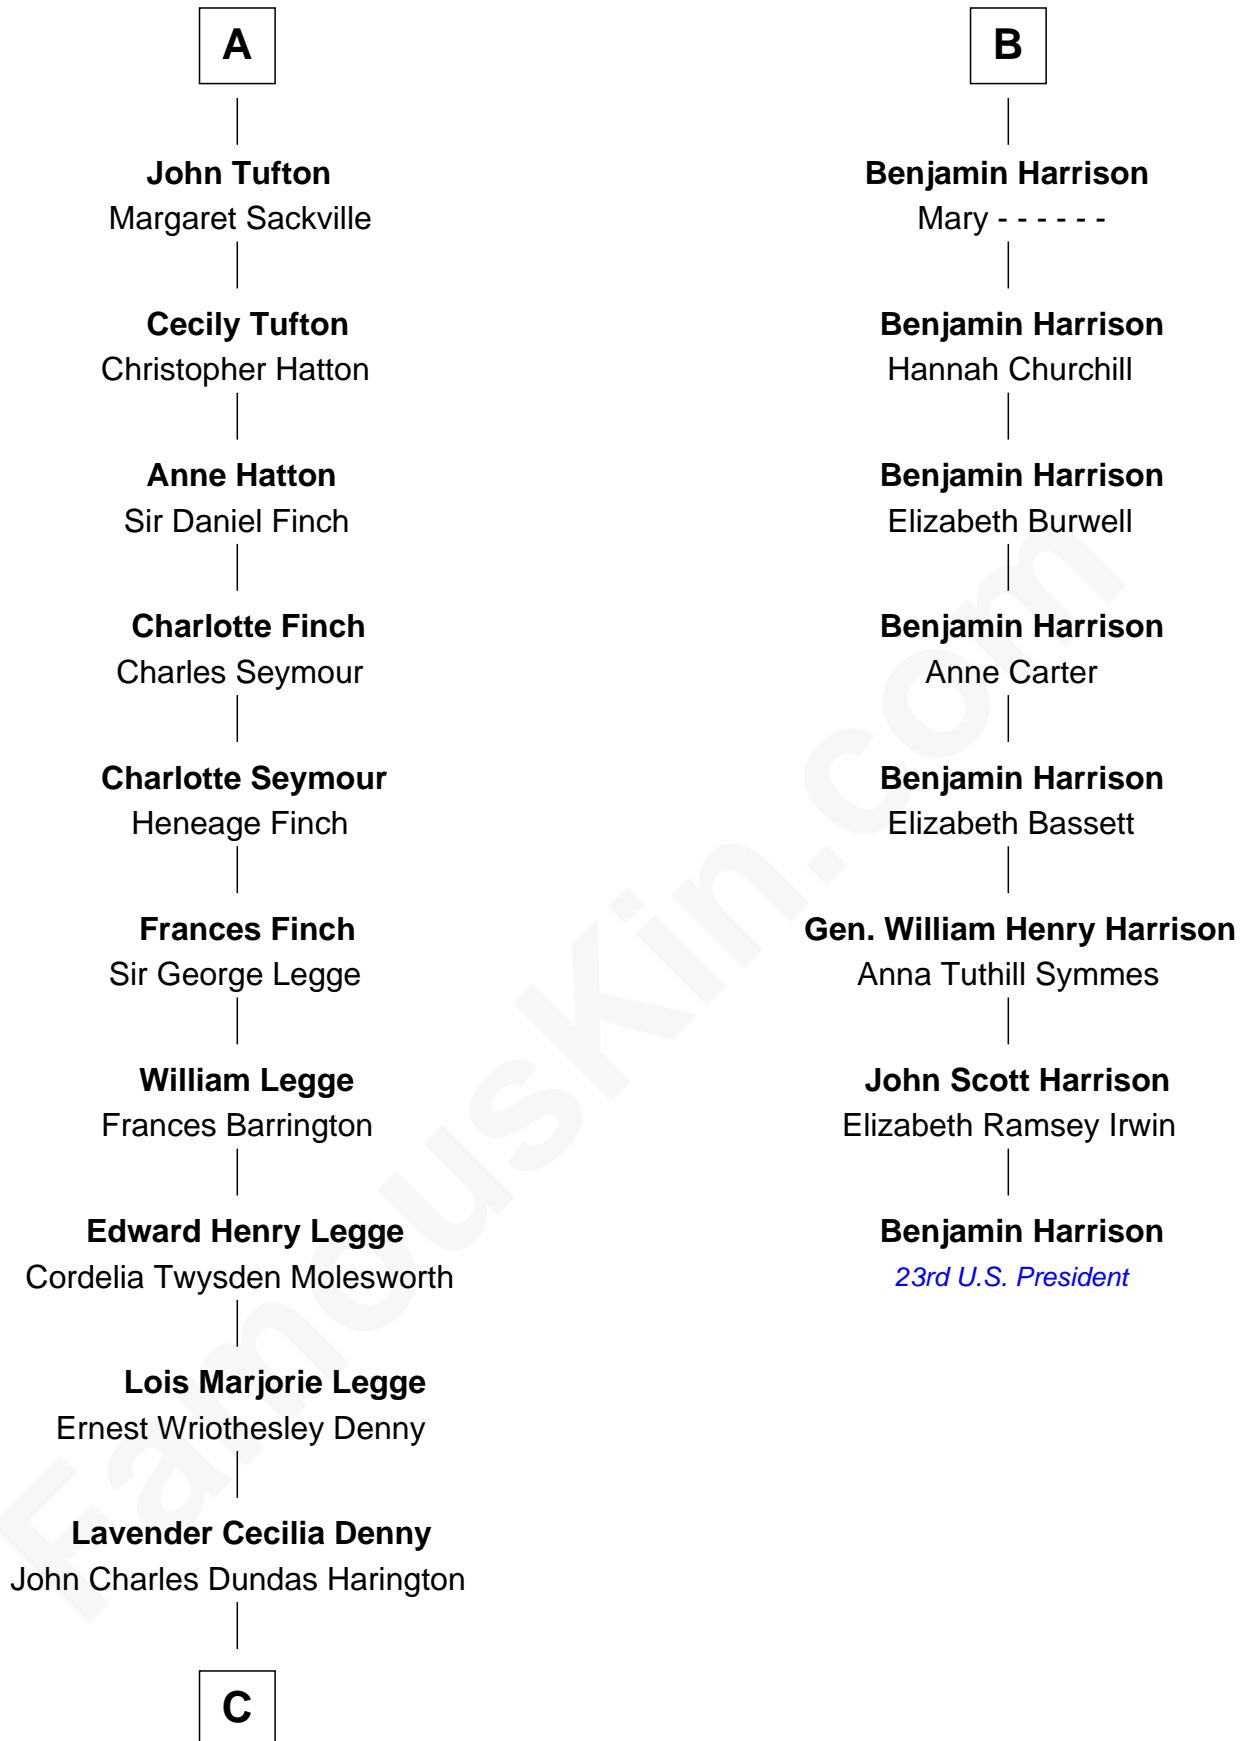 A
John Tufton
Margaret Sackville
Cecily Tufton
Christopher Hatton
Anne Hatton
Sir Daniel Finch
Charlotte Finch
Charles Seymour
Charlotte Seymour
Heneage Finch
Frances Finch
Sir George Legge
William Legge
Frances Barrington
Edward Henry Legge
Cordelia Twysden Molesworth
Lois Marjorie Legge
Ernest Wriothesley Denny
Lavender Cecilia Denny
John Charles Dundas Harington
C
B
Benjamin Harrison
Mary - - - - - -
Benjamin Harrison
Hannah Churchill
Benjamin Harrison
Elizabeth Burwell
Benjamin Harrison
Anne Carter
Benjamin Harrison
Elizabeth Bassett
Gen. William Henry Harrison
Anna Tuthill Symmes
John Scott Harrison
Elizabeth Ramsey Irwin
Benjamin Harrison
23rd U.S. President
FamousKin.com